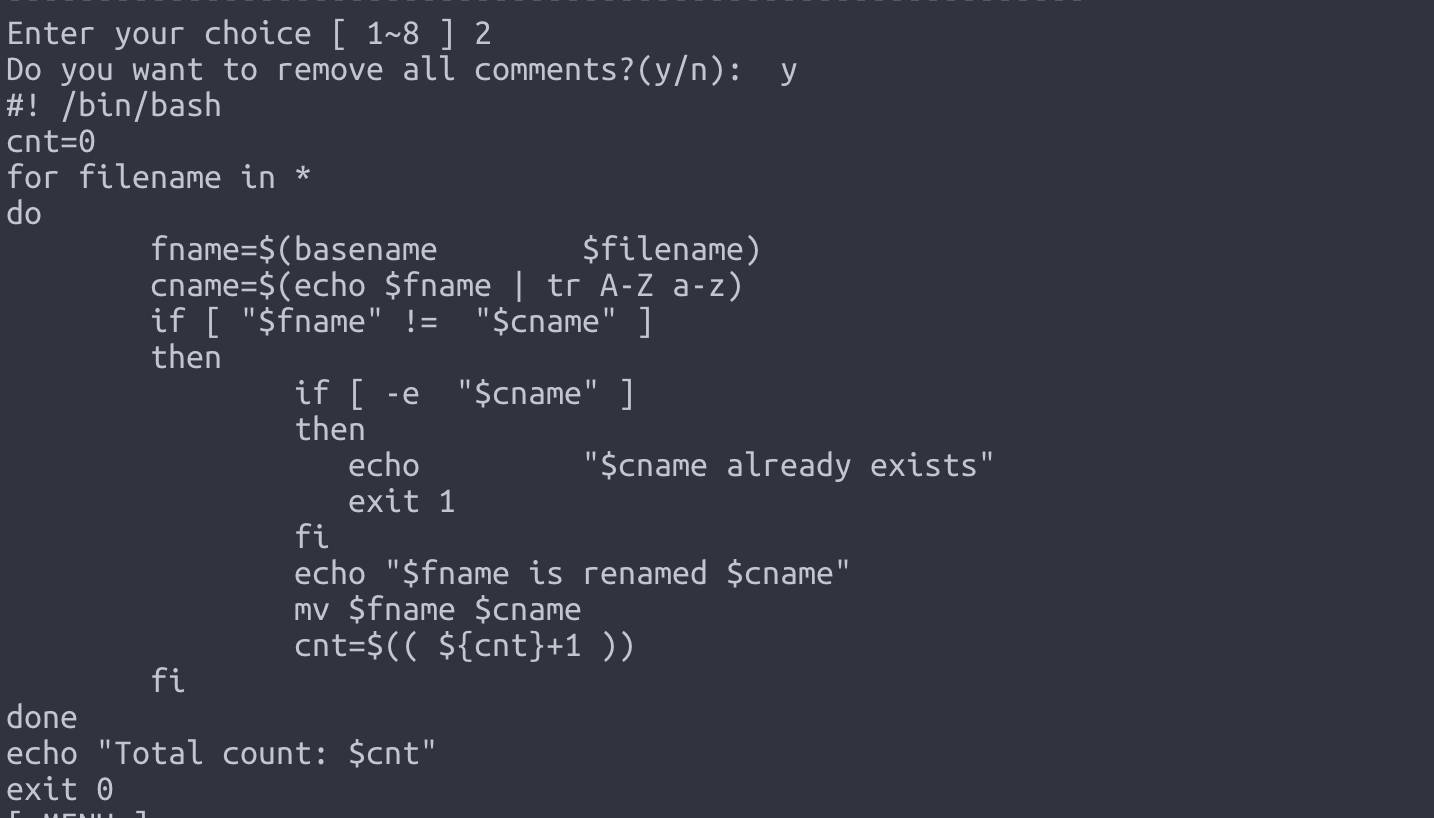 Enter your choice [ 1~8 ] 2
Do you want to remove all comments?(y/n):  y
#! /bin/bash
cnt=0
for filename in *
do
        fname=$(basename        $filename)
        cname=$(echo $fname | tr A-Z a-z)
        if [ "$fname" !=  "$cname" ]
        then
                if [ -e  "$cname" ]
                then
                   echo         "$cname already exists"
                   exit 1
                fi
                echo "$fname is renamed $cname"
                mv $fname $cname
                cnt=$(( ${cnt}+1 ))
        fi
done
echo "Total count: $cnt"
exit 0
[ MENU ]